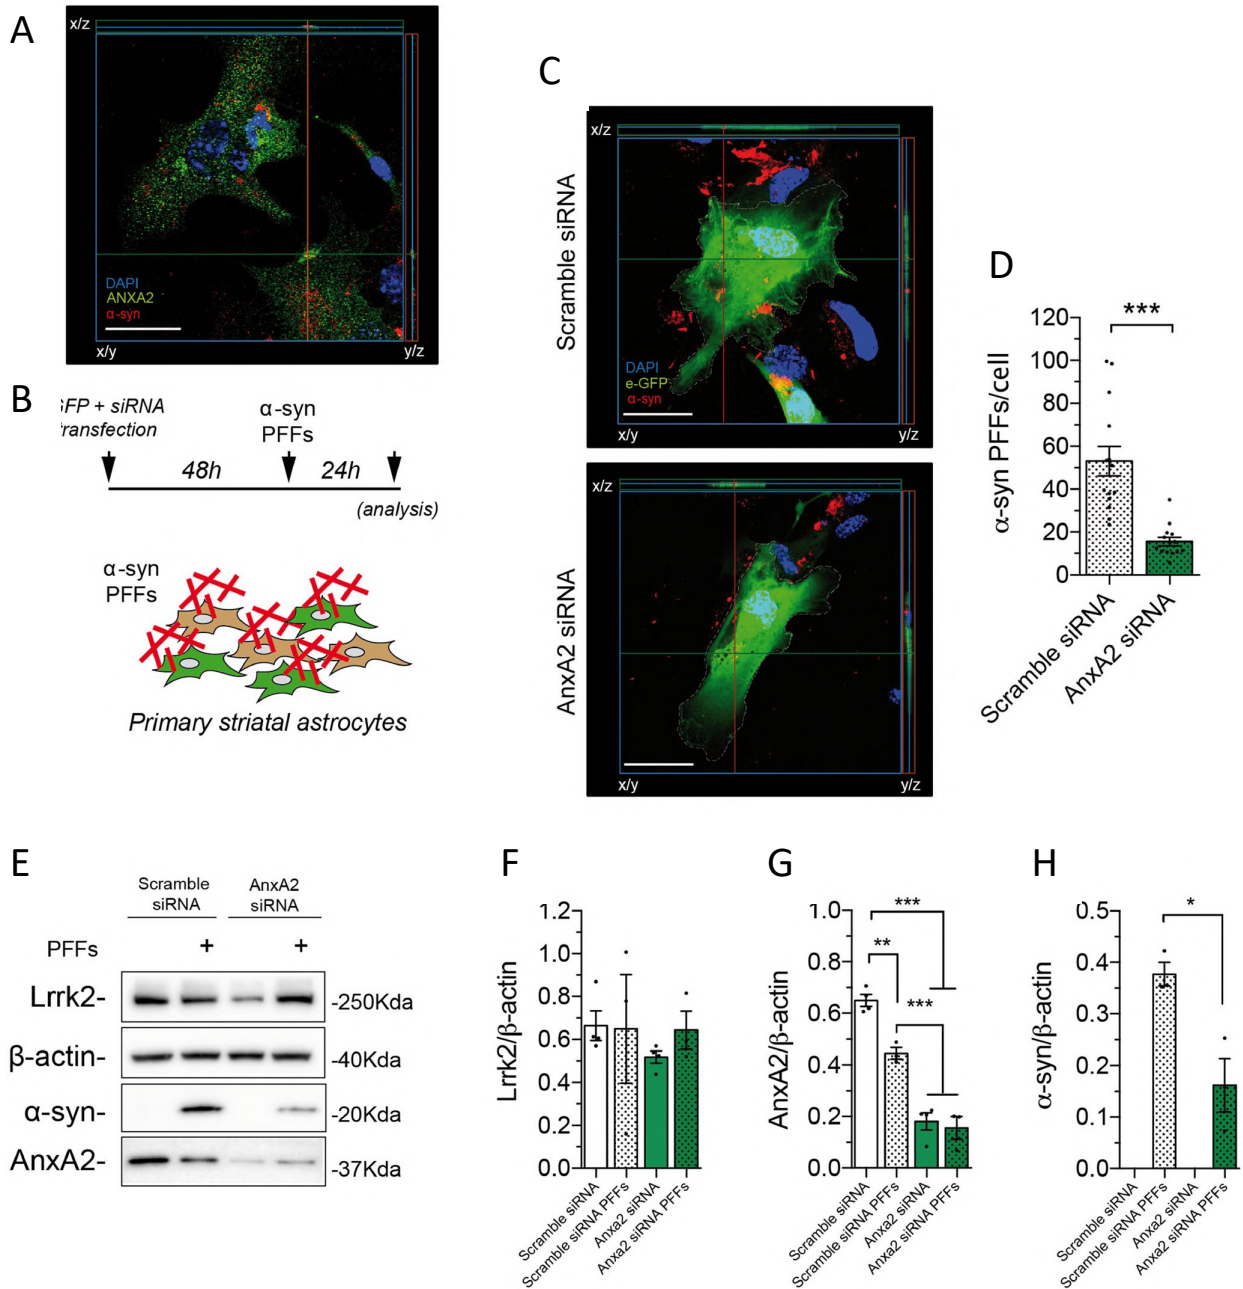 A
x/z
DAPI
ANXA2
α-syn
x/y
y/z
B
GFP + siRNA
transfection
α-syn
PFFs
48h
24h
(analysis)
α-syn
PFFs
Primary striatal astrocytes
C
Scramble siRNA
x/z
DAPI
e-GFP
α-syn
x/y
y/z
AnxA2 siRNA
x/z
x/y
y/z
D
α-syn PFFs/cell
120
100
80
60
40
20
0
***
Scramble siRNA
AnxA2 siRNA
E
Scramble
siRNA
AnxA2
siRNA
PFFs
+
+
Lrrk2-
-250Kda
β-actin-
-40Kda
α-syn-
-20Kda
AnxA2-
-37Kda
F
Lrrk2/β-actin
1.2
1.0
0.8
0.6
0.4
0.2
0.0
Scramble siRNA
Scramble siRNA PFFs
Anxa2 siRNA
Anxa2 siRNA PFFs
G
AnxA2/β-actin
1.0
0.8
0.6
0.4
0.2
0.0
***
**
***
Scramble siRNA
Scramble siRNA PFFs
Anxa2 siRNA
Anxa2 siRNA PFFs
H
α-syn/β-actin
0.5
0.4
0.3
0.2
0.1
0.0
*
Scramble siRNA
Scramble siRNA PFFs
Anxa2 siRNA
Anxa2 siRNA PFFs